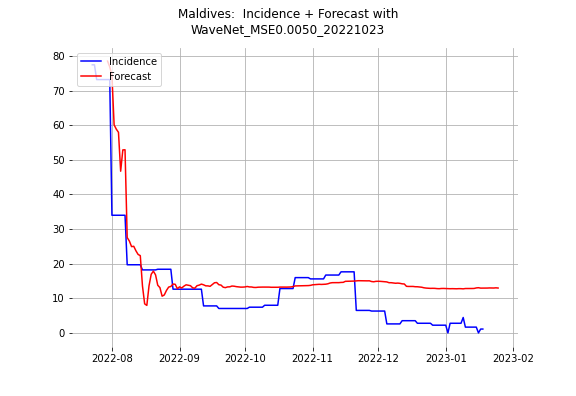 Maldives:  Incidence + Forecast with
WaveNet_MSE0.0050_20221023
Incidence
Forecast
80
70
60
50
40
30
20
10
0
2022-08 2022-09 2022-10 2022-11 2022-12 2023-01 2023-02